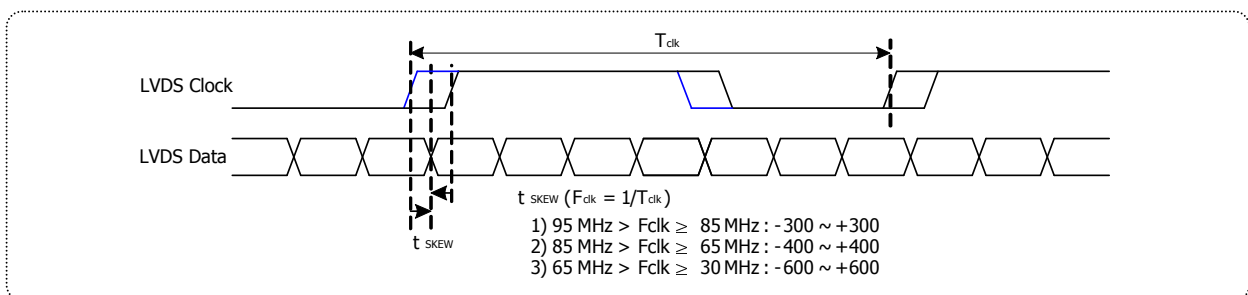 Tclk
LVDS Clock
LVDS Data
t SKEW (Fclk = 1/Tclk)
1) 95 MHz > Fclk ≥ 85 MHz : -300 ~ +300
2) 85 MHz > Fclk ≥ 65 MHz : -400 ~ +400
3) 65 MHz > Fclk ≥ 30 MHz : -600 ~ +600
t SKEW